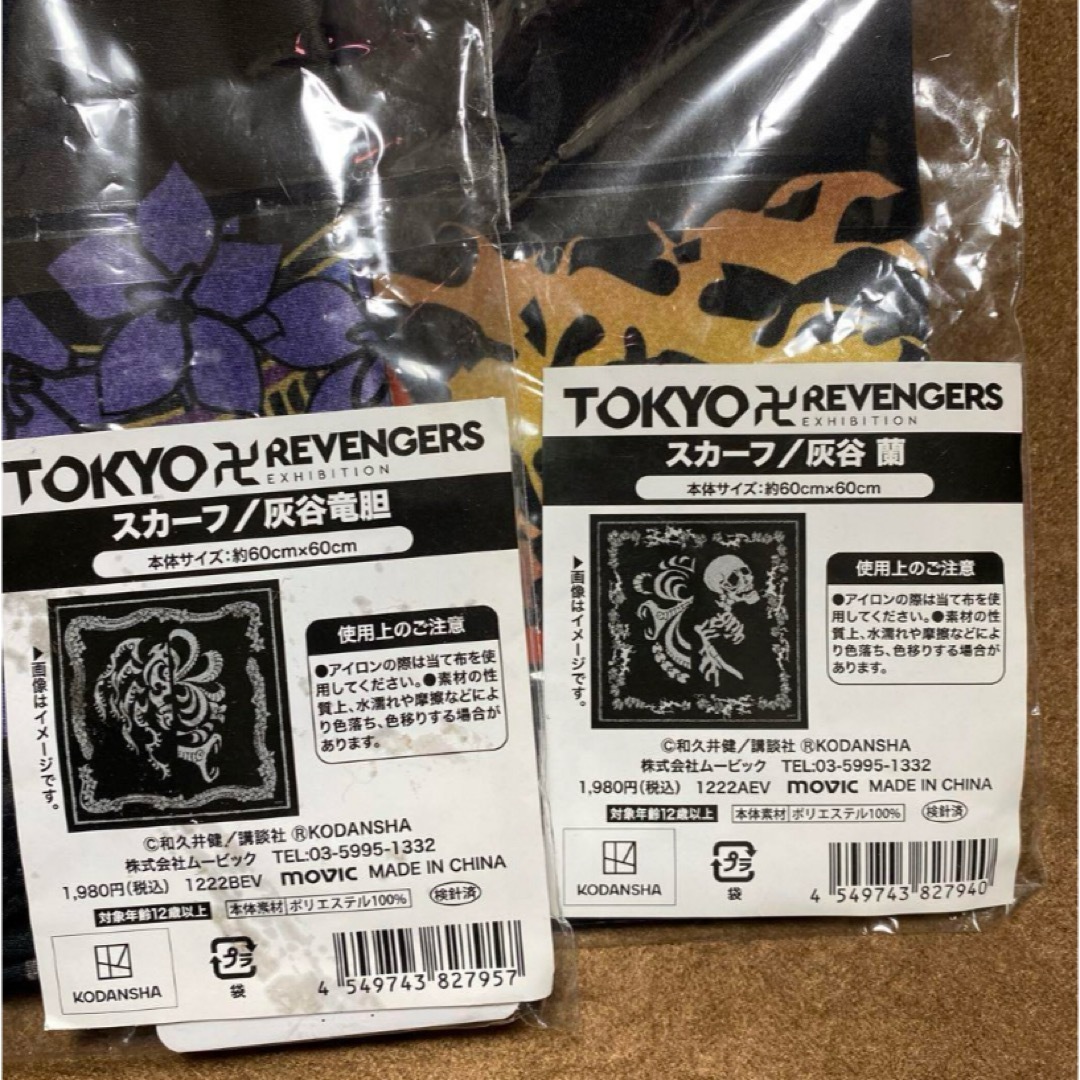 TOKYO卍REVENGERS
EXHIBITION
スカーフ/灰谷竜胆
本体サイズ:約60cm×60cm
▶画像はイメージです。
使用上のご注意
●アイロンの際は当て布を使
用してください。●素材の性
質上、水濡れや摩擦などによ
り色落ち、色移りする場合が
あります。
©和久井健/講談社 ®KODANSHA
株式会社ムービック TEL:03-5995-1332
1,980円(税込) 1222BEV movic MADE IN CHINA
対象年齢12歳以上 本体素材 ポリエステル100% 検針済
KODANSHA
プラ
袋
4 549743 827957
TOKYO卍REVENGERS
EXHIBITION
スカーフ/灰谷 蘭
本体サイズ:約60cm×60cm
▶画像はイメージです。
使用上のご注意
●アイロンの際は当て布を使
用してください。●素材の性
質上、水濡れや摩擦などによ
り色落ち、色移りする場合が
あります。
©和久井健/講談社 ®KODANSHA
株式会社ムービック TEL:03-5995-1332
1,980円(税込) 1222AEV movic MADE IN CHINA
対象年齢12歳以上 本体素材 ポリエステル100% 検針済
KODANSHA
プラ
袋
4 549743 827940